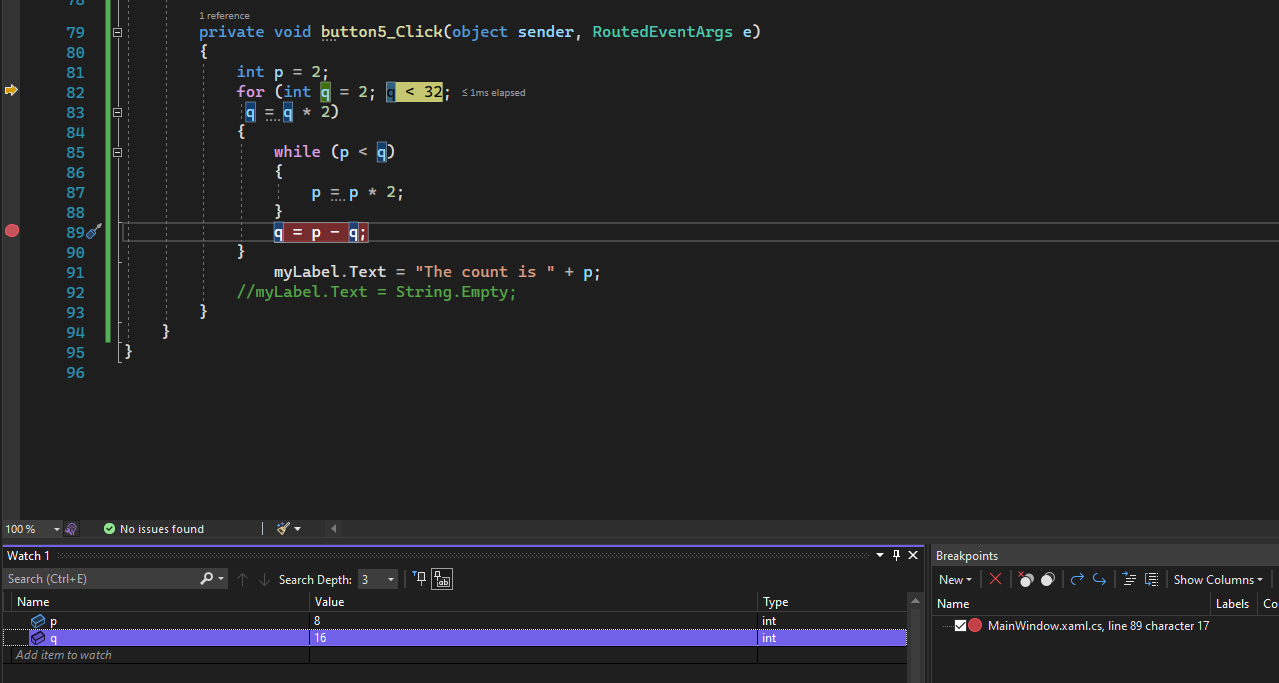 78
1 reference
79 private void button5_Click(object sender, RoutedEventArgs e)
80 {
81 int p = 2;
82 for (int q = 2; q < 32; ≤ 1ms elapsed
83 q = q * 2)
84 {
85 while (p < q)
86 {
87 p = p * 2;
88 }
89 q = p - q;
90 }
91 myLabel.Text = "The count is " + p;
92 //myLabel.Text = String.Empty;
93 }
94 }
95 }
96
100 % No issues found
Watch 1
Search (Ctrl+E) Search Depth: 3
Name Value Type
p 8 int
q 16 int
Add item to watch
Breakpoints
New Show Columns
Name Labels Co
MainWindow.xaml.cs, line 89 character 17